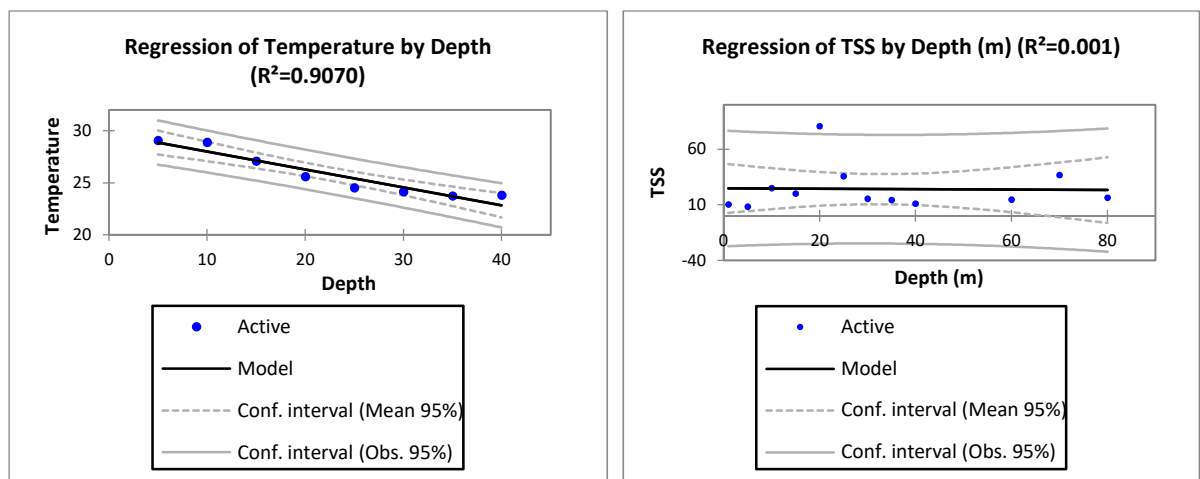 Regression of Temperature by Depth
(R²=0.9070)
Temperature
30
25
20
0
10
20
30
40
Depth
Active
Model
Conf. interval (Mean 95%)
Conf. interval (Obs. 95%)
Regression of TSS by Depth (m) (R²=0.001)
TSS
60
10
-40
0
20
40
60
80
Depth (m)
Active
Model
Conf. interval (Mean 95%)
Conf. interval (Obs. 95%)